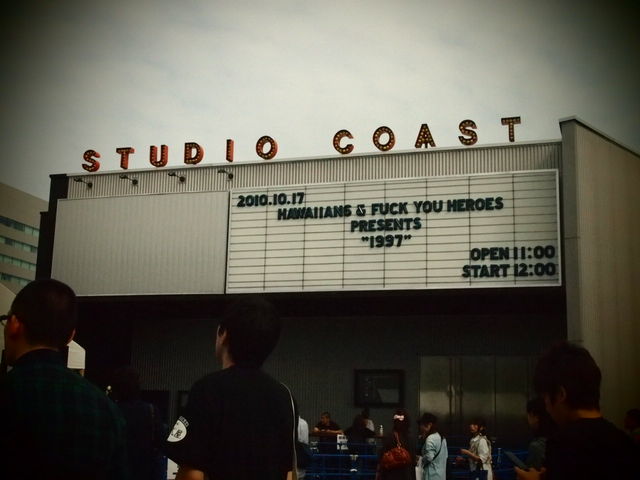 STUDIO COAST
2010.10.17
HAWAIIAN6 & FUCK YOU HEROES
PRESENTS
"1997"
OPEN 11:00
START 12:00